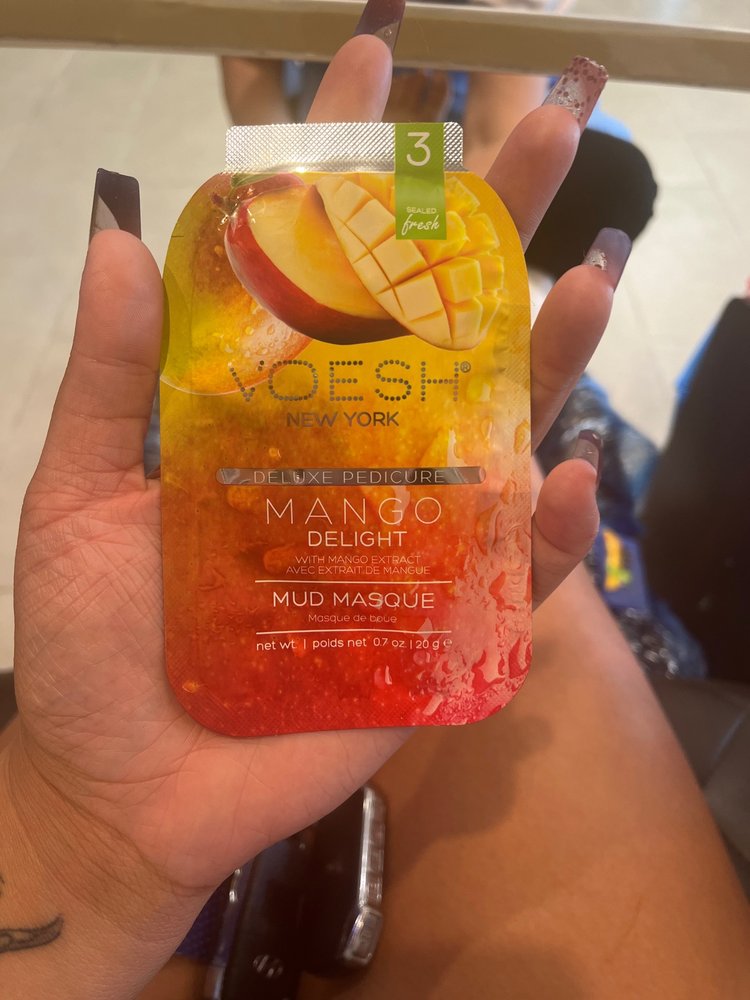 3
SEALED
fresh
VOESH®
NEW YORK
DELUXE PEDICURE
MANGO
DELIGHT
WITH MANGO EXTRACT
AVEC EXTRAIT DE MANGUE
MUD MASQUE
Masque de boue
net wt. | poids net 0.7 oz. | 20 g e